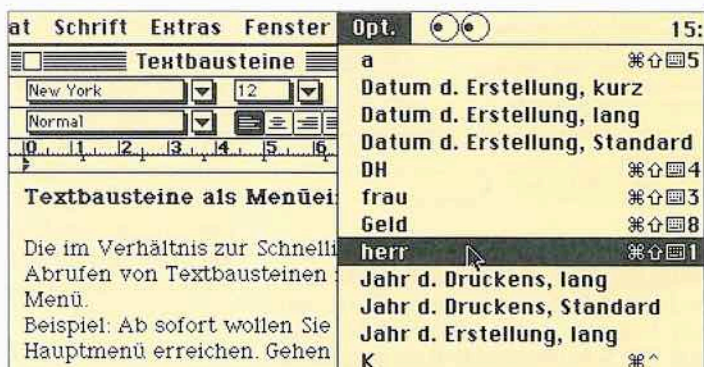 at Schrift Extras Fenster Opt. 15:
Textbausteine
New York 12
Normal
0 1 2 3 4 5 6
Textbausteine als Menüei
Die im Verhältnis zur Schnelli
Abrufen von Textbausteinen
Menü.
Beispiel: Ab sofort wollen Sie
Hauptmenü erreichen. Gehen
a ⌘⇧⌨5
Datum d. Erstellung, kurz
Datum d. Erstellung, lang
Datum d. Erstellung, Standard
DH ⌘⇧⌨4
frau ⌘⇧⌨3
Geld ⌘⇧⌨8
herr ⌘⇧⌨1
Jahr d. Druckens, lang
Jahr d. Druckens, Standard
Jahr d. Erstellung, lang
K ⌘^